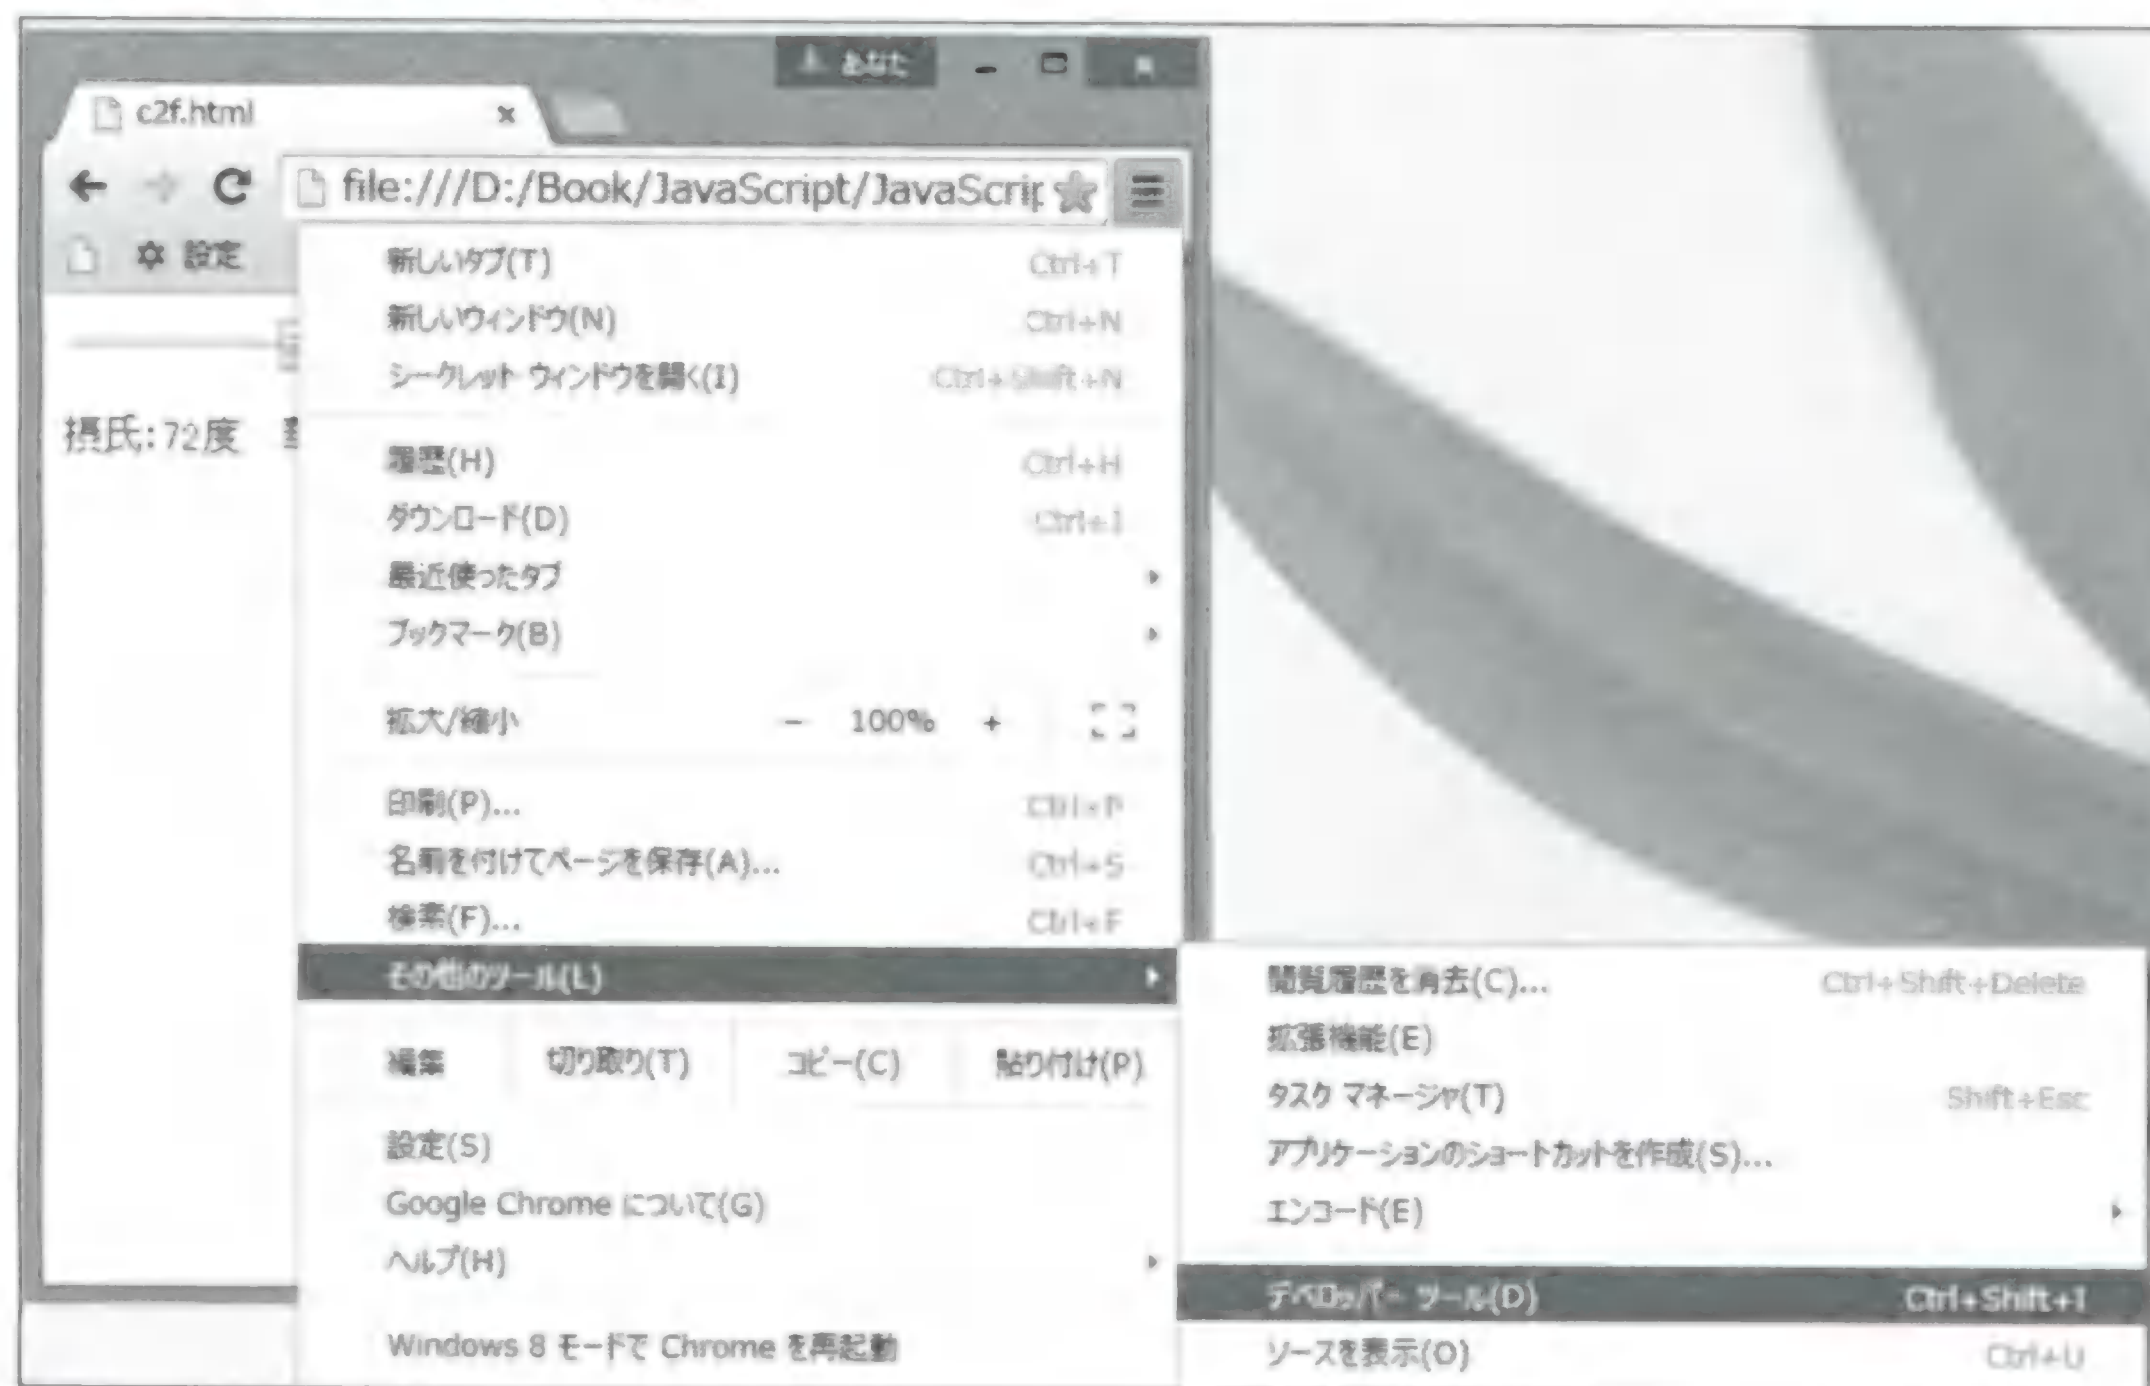 あなた
c2f.html
file:///D:/Book/JavaScript/JavaScrip
設定
新しいタブ(T) Ctrl+T
新しいウィンドウ(N) Ctrl+N
シークレット ウィンドウを開く(I) Ctrl+Shift+N
摂氏:72度
履歴(H) Ctrl+H
ダウンロード(D) Ctrl+J
最近使ったタブ
ブックマーク(B)
拡大/縮小 − 100% +
印刷(P)... Ctrl+P
名前を付けてページを保存(A)... Ctrl+S
検索(F)... Ctrl+F
その他のツール(L)
編集 切り取り(T) コピー(C) 貼り付け(P)
設定(S)
Google Chrome について(G)
ヘルプ(H)
Windows 8 モードで Chrome を再起動
閲覧履歴を消去(C)... Ctrl+Shift+Delete
拡張機能(E)
タスク マネージャ(T) Shift+Esc
アプリケーションのショートカットを作成(S)...
エンコード(E)
デベロッパー ツール(D) Ctrl+Shift+I
ソースを表示(O) Ctrl+U